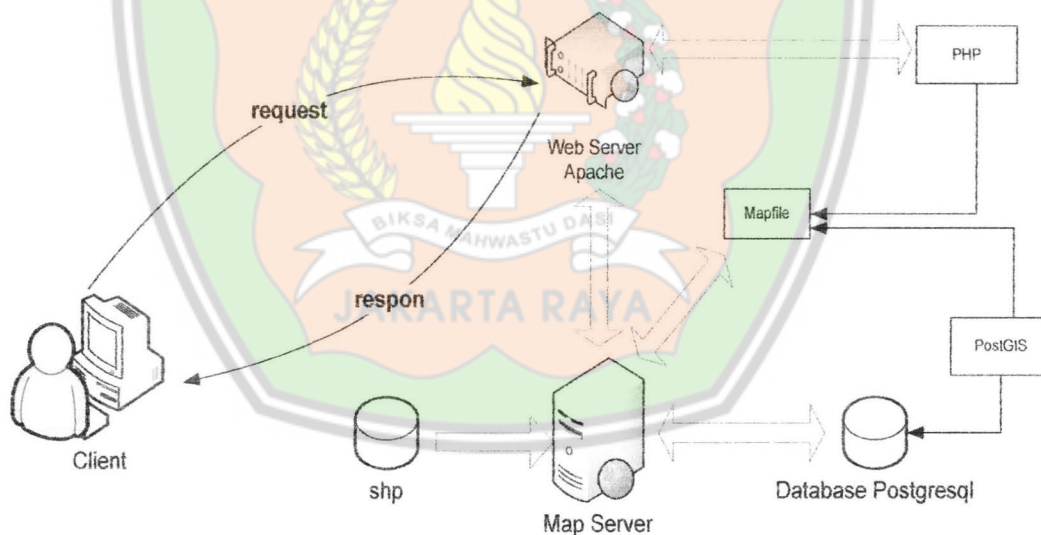 PHP
request
Web Server
Apache
Mapfile
BIKSA MAHWASTU DASI
respon
JAKARTA RAYA
PostGIS
Client
shp
Database Postgresql
Map Server